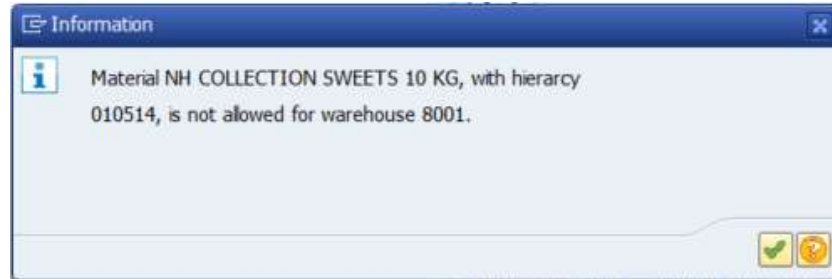 Information
Material NH COLLECTION SWEETS 10 KG, with hierarcy
010514, is not allowed for warehouse 8001.